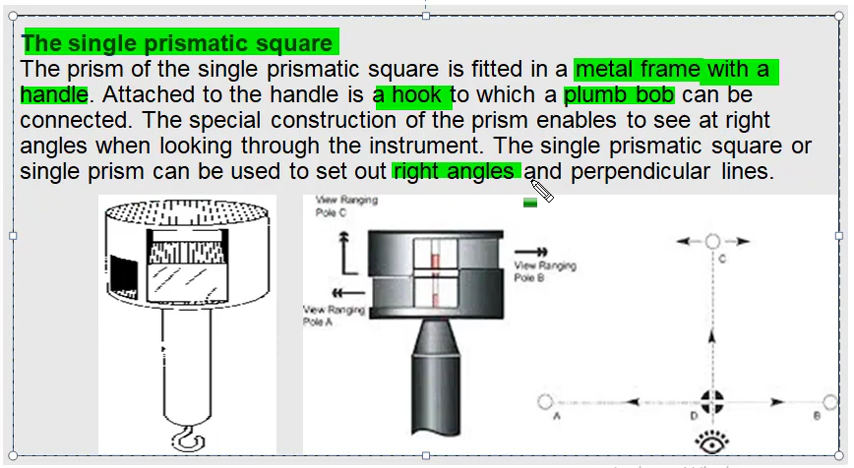 The single prismatic square
The prism of the single prismatic square is fitted in a metal frame with a
handle. Attached to the handle is a hook to which a plumb bob can be
connected. The special construction of the prism enables to see at right
angles when looking through the instrument. The single prismatic square or
single prism can be used to set out right angles and perpendicular lines.
View Ranging
Pole C
View Ranging
Pole B
View Ranging
Pole A
C
A
D
B